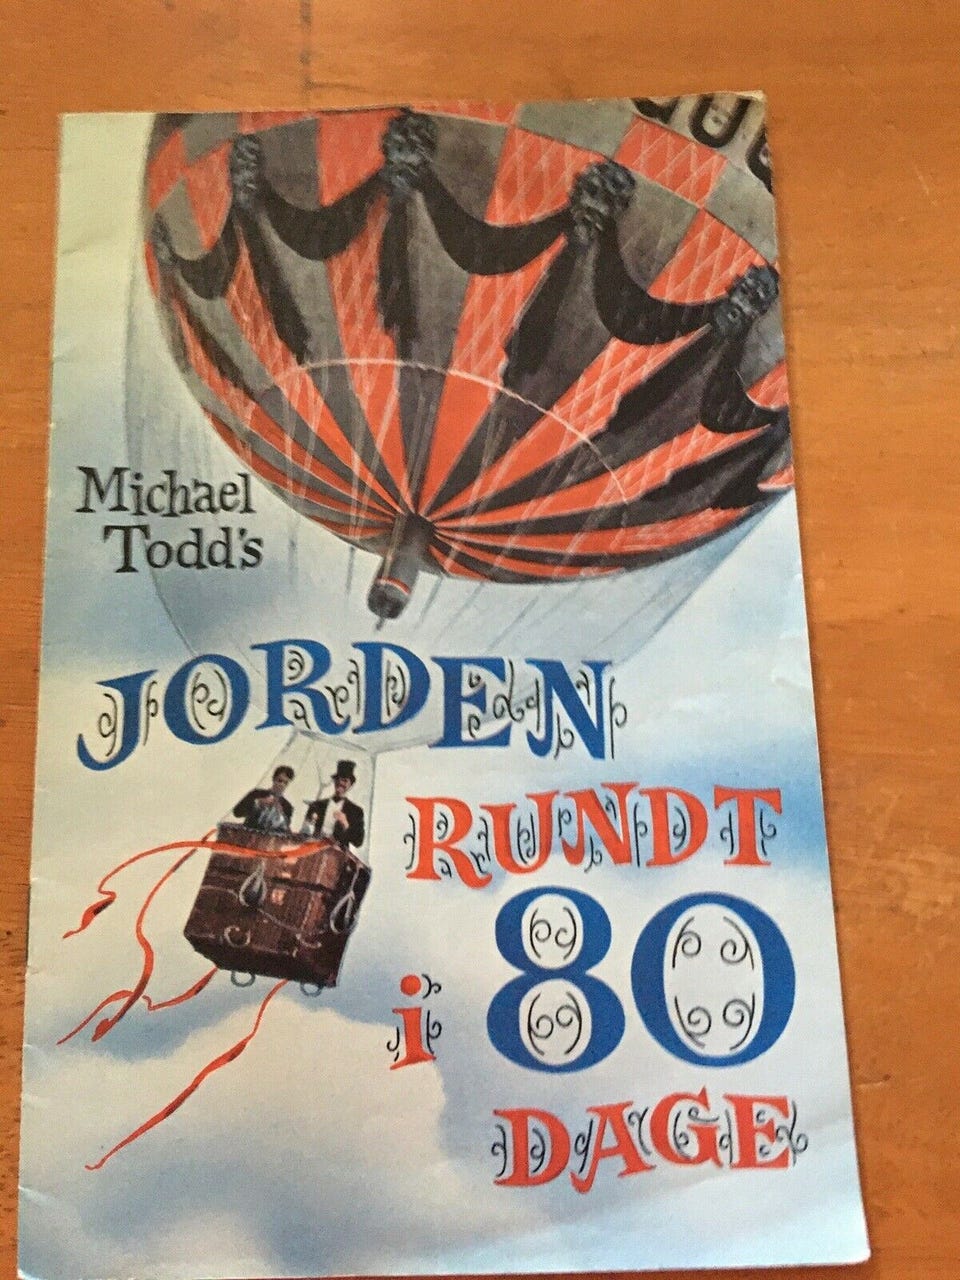 Michael
Todd's
JORDEN
RUNDT
i 80
DAGE